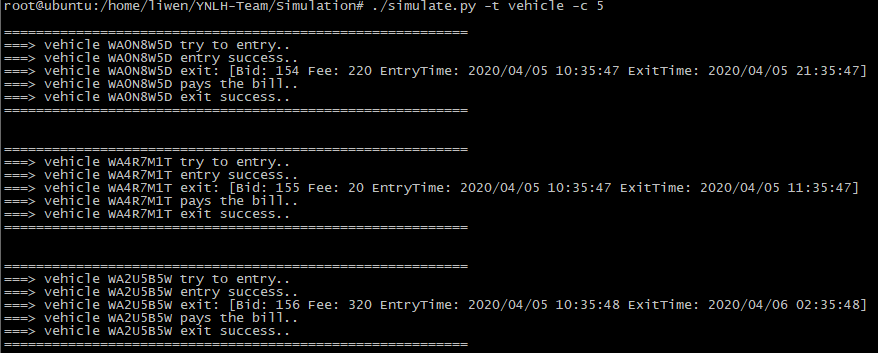 root@ubuntu:/home/liwen/YNLH-Team/Simulation# ./simulate.py -t vehicle -c 5
==========================================================
===> vehicle WA0N8W5D try to entry..
===> vehicle WA0N8W5D entry success..
===> vehicle WA0N8W5D exit: [Bid: 154 Fee: 220 EntryTime: 2020/04/05 10:35:47 ExitTime: 2020/04/05 21:35:47]
===> vehicle WA0N8W5D pays the bill..
===> vehicle WA0N8W5D exit success..
==========================================================
==========================================================
===> vehicle WA4R7M1T try to entry..
===> vehicle WA4R7M1T entry success..
===> vehicle WA4R7M1T exit: [Bid: 155 Fee: 20 EntryTime: 2020/04/05 10:35:47 ExitTime: 2020/04/05 11:35:47]
===> vehicle WA4R7M1T pays the bill..
===> vehicle WA4R7M1T exit success..
==========================================================
==========================================================
===> vehicle WA2U5B5W try to entry..
===> vehicle WA2U5B5W entry success..
===> vehicle WA2U5B5W exit: [Bid: 156 Fee: 320 EntryTime: 2020/04/05 10:35:48 ExitTime: 2020/04/06 02:35:48]
===> vehicle WA2U5B5W pays the bill..
===> vehicle WA2U5B5W exit success..
==========================================================